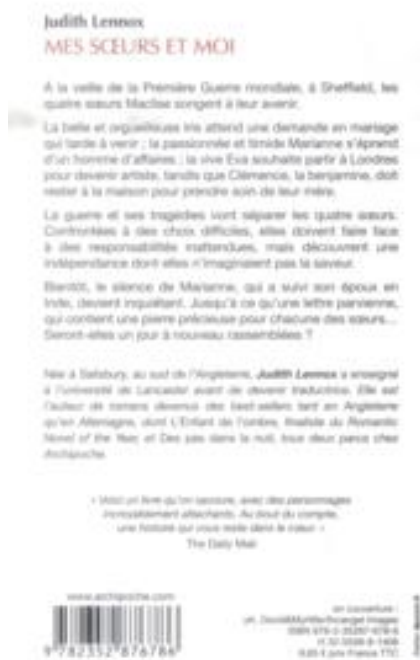 Judith Lennox
MES SŒURS ET MOI
À la veille de la Première Guerre mondiale, à Sheffield, les
quatre sœurs Maclise songent à leur avenir.
La belle et orgueilleuse Iris attend une demande en mariage
qui tarde à venir ; la passionnée et timide Marianne s'éprend
d'un homme d'affaires ; la vive Eva souhaite partir à Londres
pour devenir artiste, tandis que Clémence, la benjamine, doit
rester à la maison pour prendre soin de leur mère.
La guerre et ses tragédies vont séparer les quatre sœurs.
Confrontées à des choix difficiles, elles doivent faire face
à des responsabilités inattendues, mais découvrent une
indépendance dont elles n'imaginaient pas la saveur.
Bientôt, le silence de Marianne, qui a suivi son époux en
Inde, devient inquiétant. Jusqu'à ce qu'une lettre parvienne,
qui contient une pierre précieuse pour chacune des sœurs...
Seront-elles un jour à nouveau rassemblées ?
Née à Salisbury, au sud de l'Angleterre, Judith Lennox a enseigné
à l'université de Lancaster avant de devenir traductrice. Elle est
l'auteur de romans devenus des best-sellers tant en Angleterre
qu'en Allemagne, dont L'Enfant de l'ombre, finaliste du Romantic
Novel of the Year, et Des pas dans la nuit, tous deux parus chez
Archipoche.
« Voici un livre qu'on savoure, avec des personnages
incroyablement attachants. Au bout du compte,
une histoire qui vous reste dans le cœur. »
The Daily Mail
www.archipoche.com
en couverture :
9 782352 876786
ISBN 978-2-35287-678-6
prix France TTC